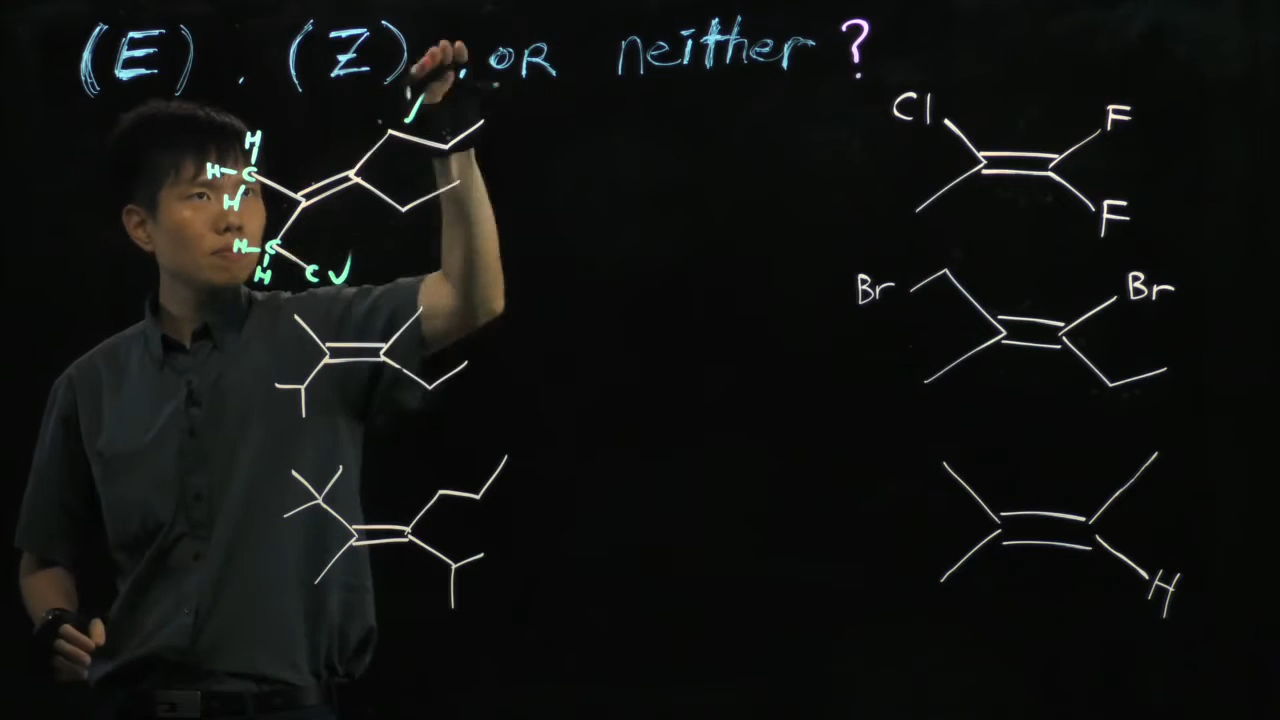 (E), (Z), OR neither ?
H
H-C
H
H-C
H C ✓
Cl F
F
Br Br
H